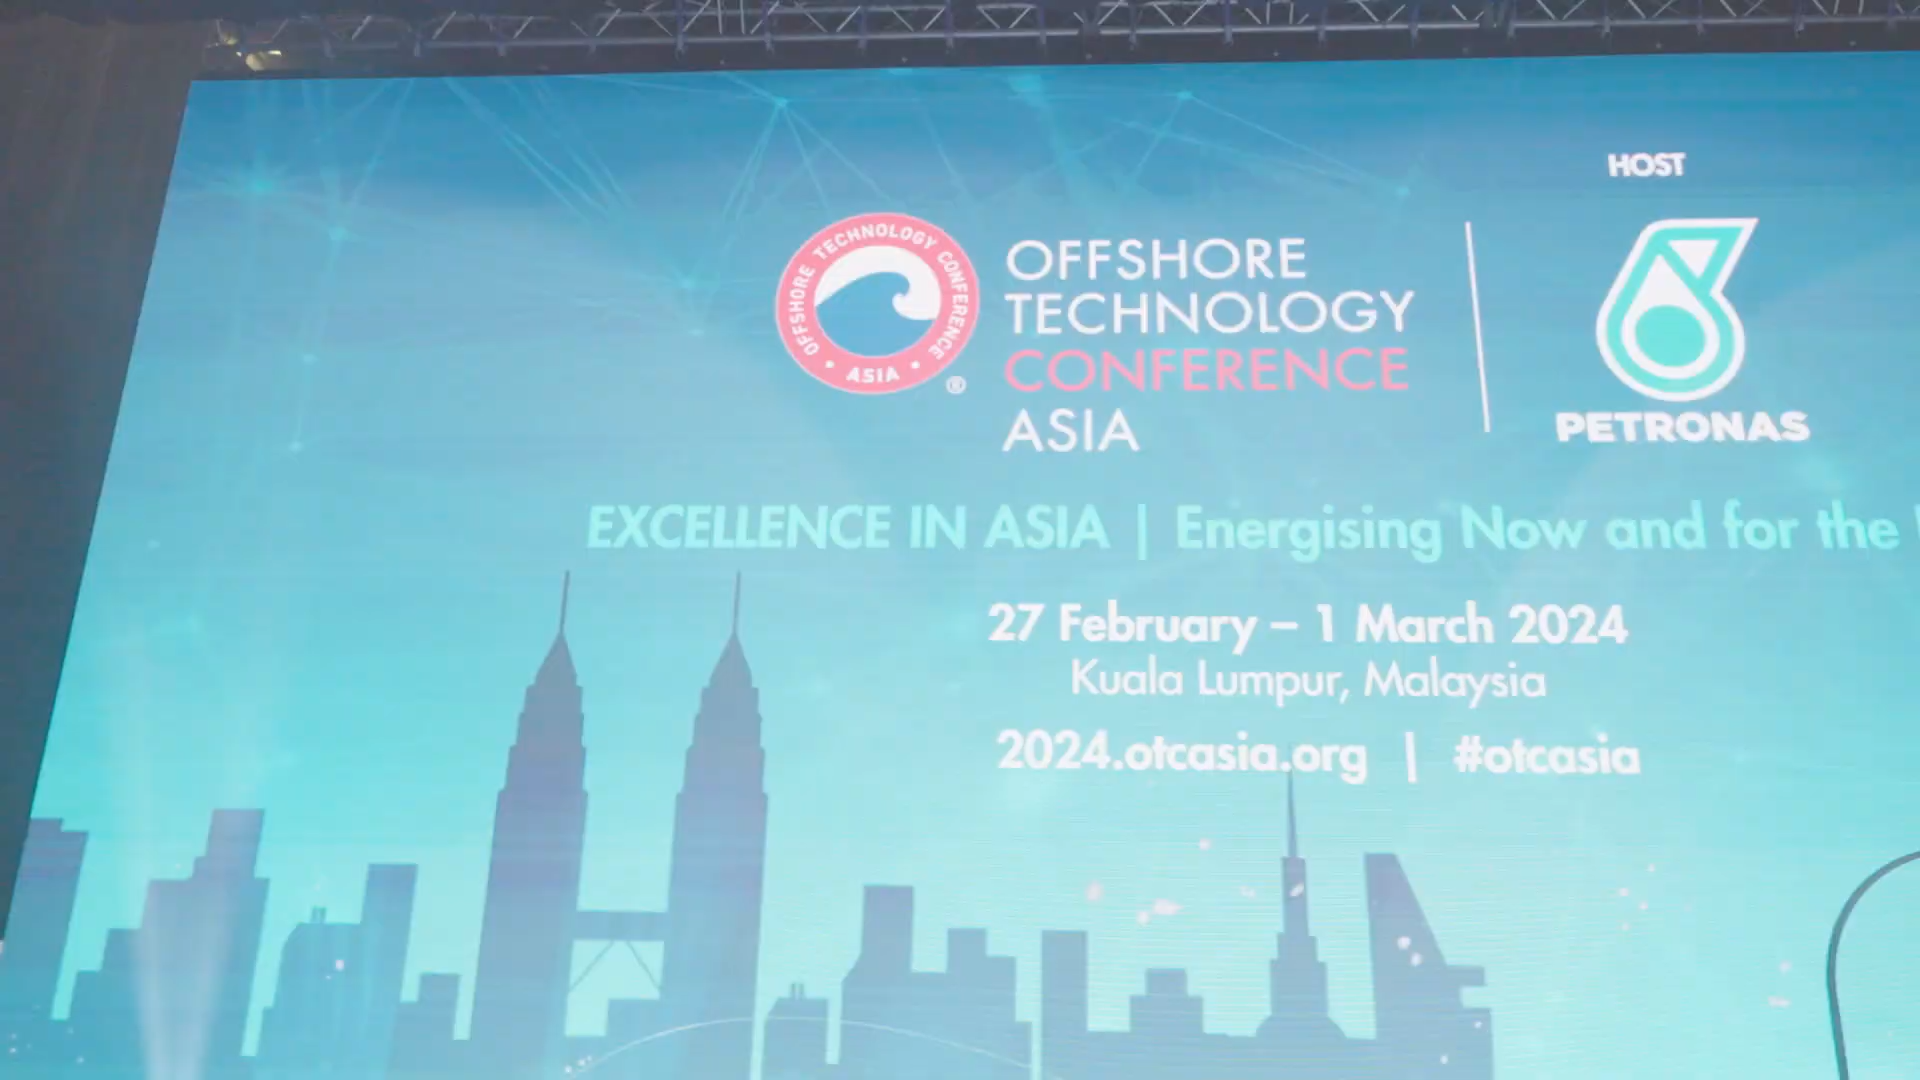 HOST
OFFSHORE TECHNOLOGY CONFERENCE
• ASIA •
®
OFFSHORE
TECHNOLOGY
CONFERENCE
ASIA
PETRONAS
EXCELLENCE IN ASIA | Energising Now and for the
27 February – 1 March 2024
Kuala Lumpur, Malaysia
2024.otcasia.org | #otcasia